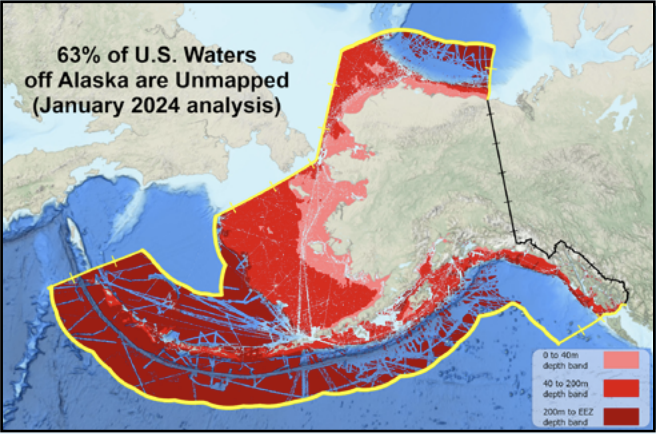 63% of U.S. Waters
off Alaska are Unmapped
(January 2024 analysis)
0 to 40m
depth band
40 to 200m
depth band
200m to EEZ
depth band